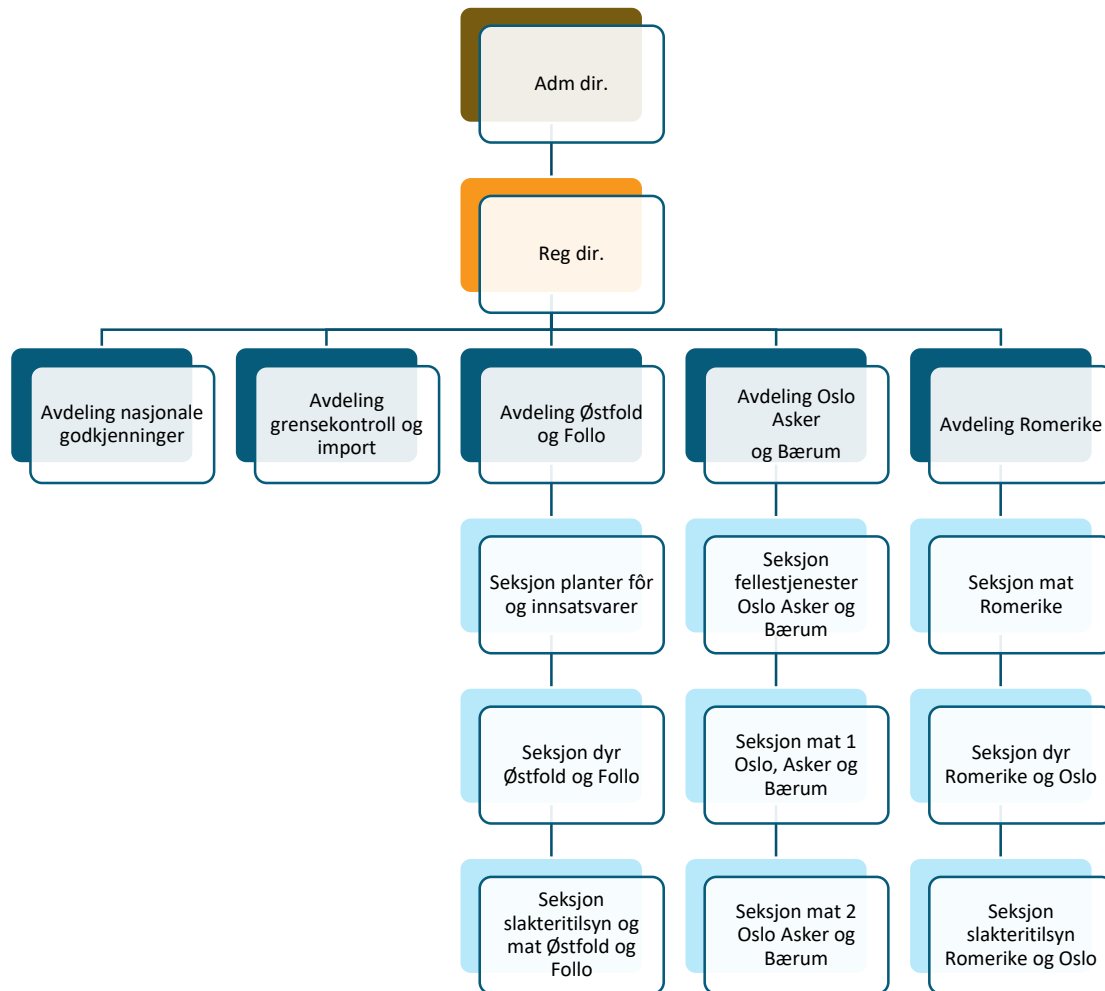 Adm dir.
Reg dir.
Avdeling nasjonale
godkjenninger
Avdeling
grensekontroll og
import
Avdeling Østfold
og Follo
Avdeling Oslo
Asker
og Bærum
Avdeling Romerike
Seksjon planter fôr
og innsatsvarer
Seksjon
fellestjenester
Oslo Asker og
Bærum
Seksjon mat
Romerike
Seksjon dyr
Østfold og Follo
Seksjon mat 1
Oslo, Asker og
Bærum
Seksjon dyr
Romerike og Oslo
Seksjon
slakteritilsyn og
mat Østfold og
Follo
Seksjon mat 2
Oslo Asker og
Bærum
Seksjon
slakteritilsyn
Romerike og Oslo